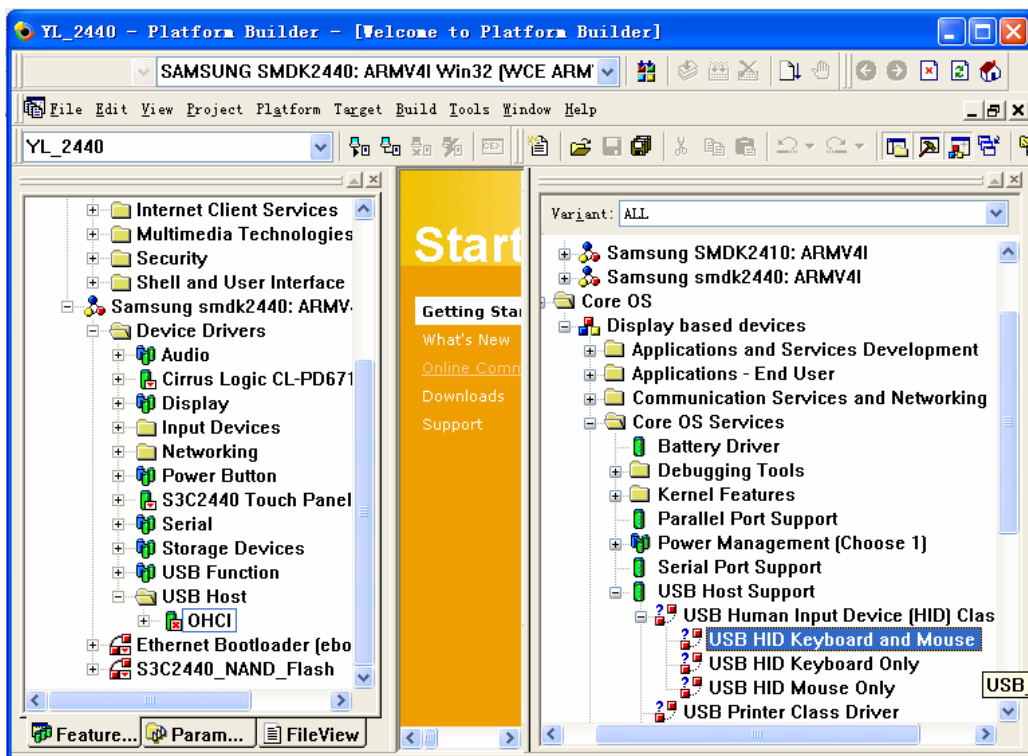 YL_2440 - Platform Builder - [Welcome to Platform Builder]
SAMSUNG SMDK2440: ARMV4I Win32 (WCE ARM
File Edit View Project Platform Target Build Tools Window Help
YL_2440
Internet Client Services
Multimedia Technologies
Security
Shell and User Interface
Samsung smdk2440: ARMV
Device Drivers
Audio
Cirrus Logic CL-PD671
Display
Input Devices
Networking
Power Button
S3C2440 Touch Panel
Serial
Storage Devices
USB Function
USB Host
OHCI
Ethernet Bootloader (ebo
S3C2440_NAND_Flash
Feature... Param... FileView
Start
Getting Sta
What's New
Online Comm
Downloads
Support
Variant: ALL
Samsung SMDK2410: ARMV4I
Samsung smdk2440: ARMV4I
Core OS
Display based devices
Applications and Services Development
Applications - End User
Communication Services and Networking
Core OS Services
Battery Driver
Debugging Tools
Kernel Features
Parallel Port Support
Power Management (Choose 1)
Serial Port Support
USB Host Support
USB Human Input Device (HID) Clas
USB HID Keyboard and Mouse
USB HID Keyboard Only
USB HID Mouse Only
USB_
USB Printer Class Driver